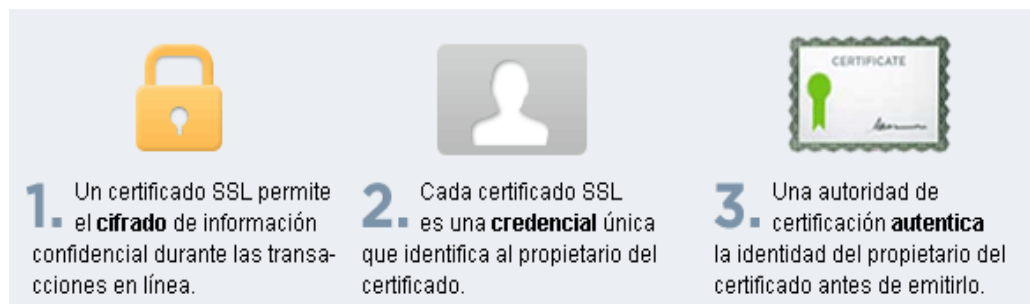 CERTIFICATE
1. Un certificado SSL permite
el cifrado de información
confidencial durante las transa-
cciones en línea.
2. Cada certificado SSL
es una credencial única
que identifica al propietario del
certificado.
3. Una autoridad de
certificación autentica
la identidad del propietario del
certificado antes de emitirlo.